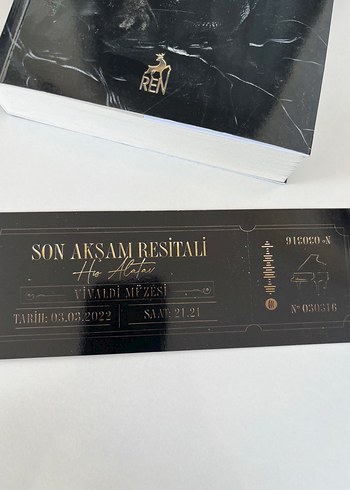 REN
SON AKŞAM RESİTALİ
VİVALDİ MÜZESİ
TARİH: 03.03.2022
SAAT: 21.21
Nº 030316